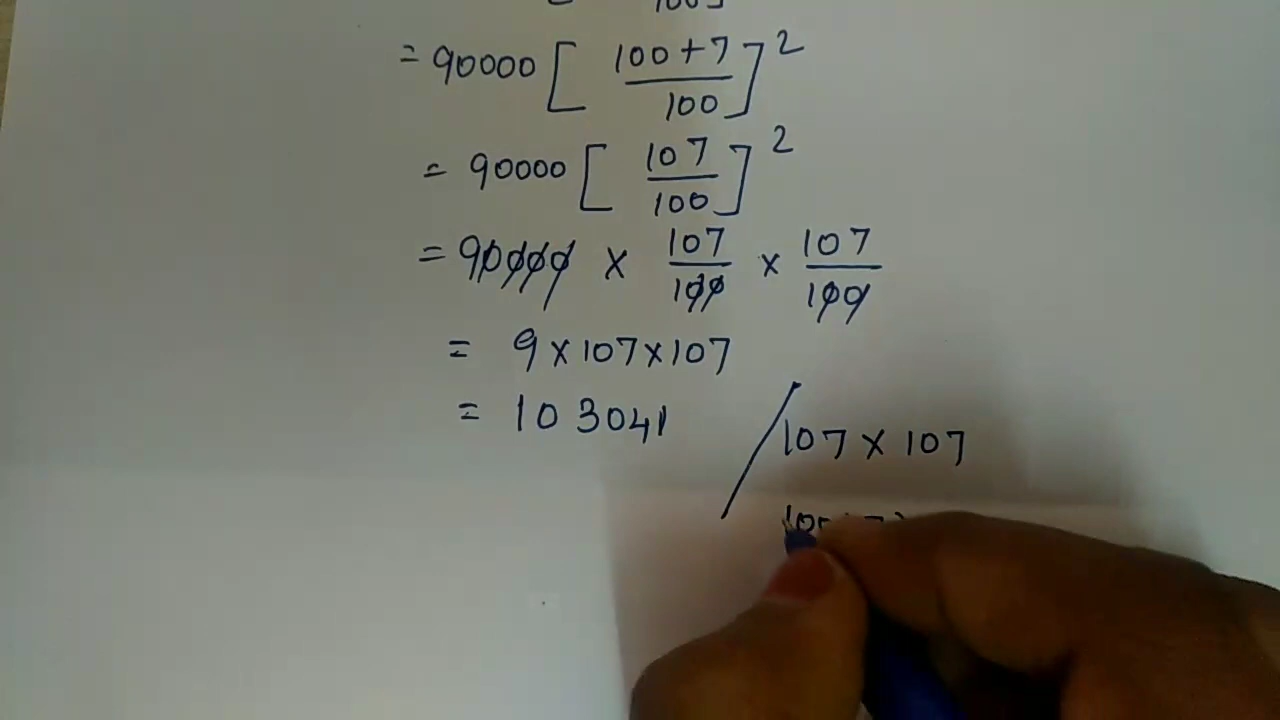 100]
= 90000 [ 100 + 7 / 100 ]²
= 90000 [ 107 / 100 ]²
= 90000 × 107 / 100 × 107 / 100
= 9 × 107 × 107
= 103041
107 × 107